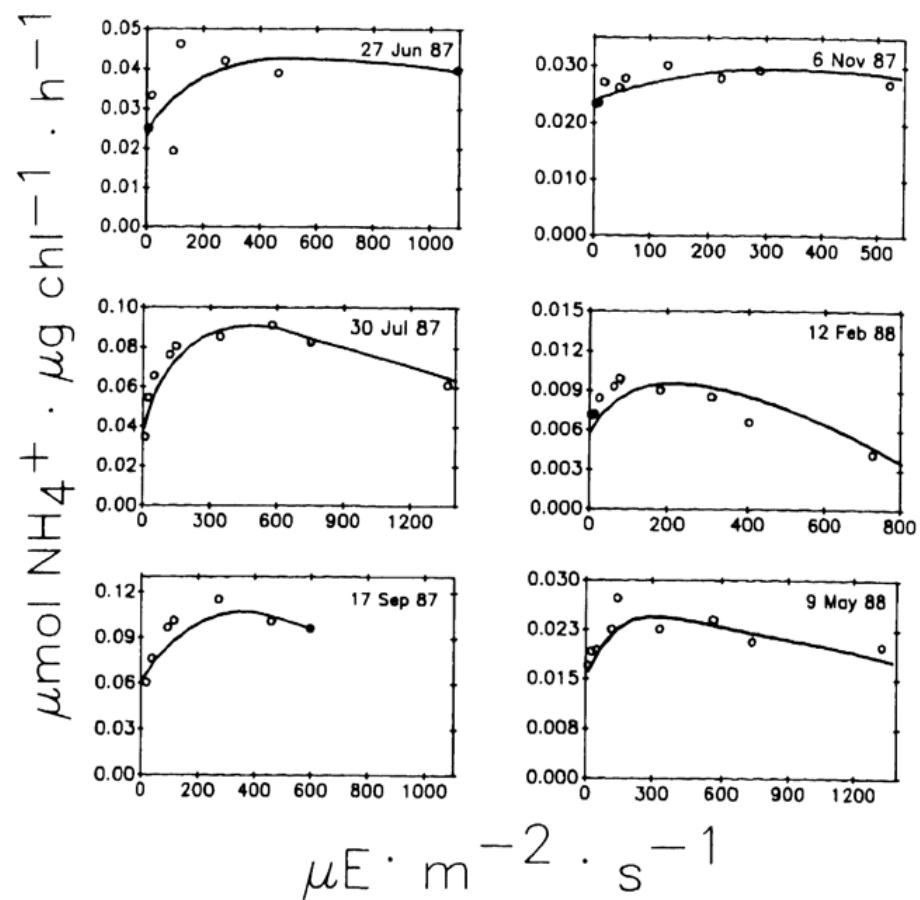 μmol NH4+ · μg chl−1 · h−1
27 Jun 87
0.05
0.04
0.03
0.02
0.01
0.00
0 200 400 600 800 1000
6 Nov 87
0.030
0.020
0.010
0.000
0 100 200 300 400 500
30 Jul 87
0.10
0.08
0.06
0.04
0.02
0.00
0 300 600 900 1200
12 Feb 88
0.015
0.012
0.009
0.006
0.003
0.000
0 200 400 600 800
17 Sep 87
0.12
0.09
0.06
0.03
0.00
0 200 400 600 800 1000
9 May 88
0.030
0.023
0.015
0.008
0.000
0 300 600 900 1200
μE· m−2 · s−1